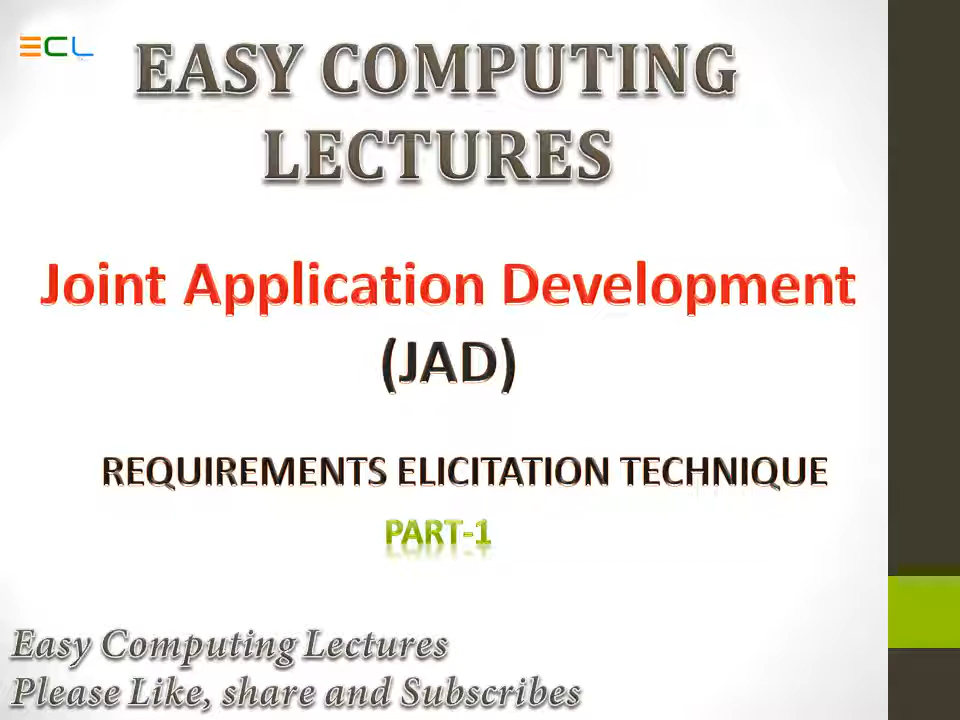 ECL
EASY COMPUTING
LECTURES
Joint Application Development
(JAD)
REQUIREMENTS ELICITATION TECHNIQUE
PART-1
Easy Computing Lectures
Please Like, share and Subscribes